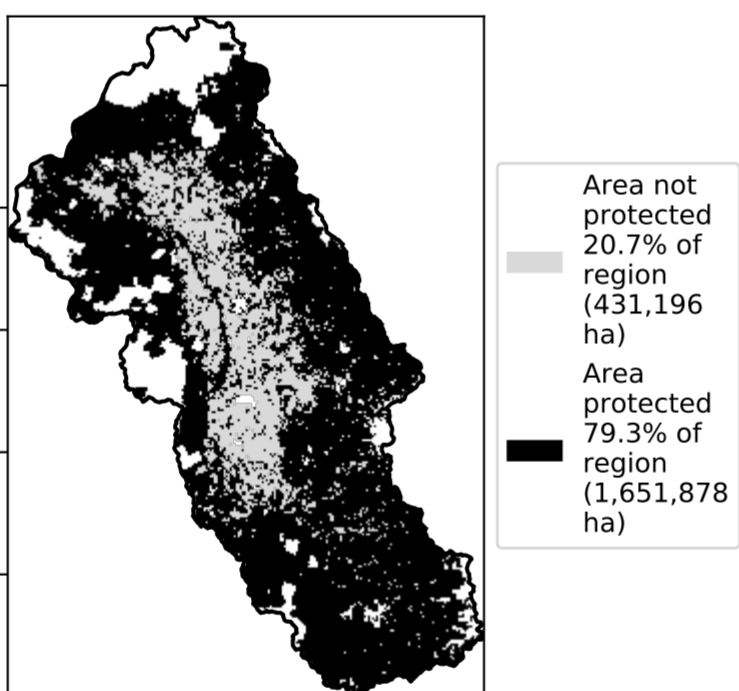 Area not
protected
20.7% of
region
(431,196
ha)
Area
protected
79.3% of
region
(1,651,878
ha)